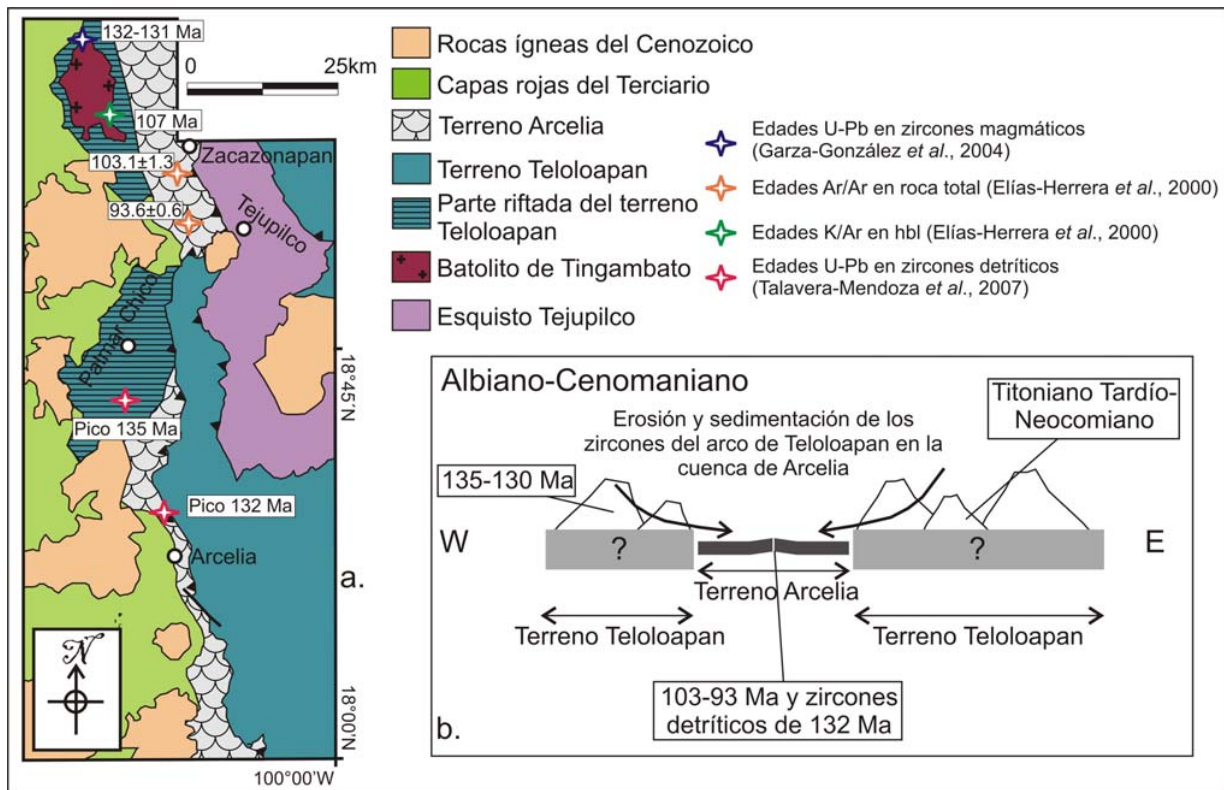 132-131 Ma
0
25km
107 Ma
Zacazonapan
103.1±1.3
93.6±0.6
Tejupilco
Palmar Chico
18°45'N
Pico 135 Ma
Pico 132 Ma
Arcelia
a.
N
18°00'N
100°00'W
Rocas ígneas del Cenozoico
Capas rojas del Terciario
Terreno Arcelia
Terreno Teloloapan
Parte riftada del terreno
Teloloapan
Batolito de Tingambato
Esquisto Tejupilco
Edades U-Pb en zircones magmáticos
(Garza-González et al., 2004)
Edades Ar/Ar en roca total (Elías-Herrera et al., 2000)
Edades K/Ar en hbl (Elías-Herrera et al., 2000)
Edades U-Pb en zircones detríticos
(Talavera-Mendoza et al., 2007)
Albiano-Cenomaniano
Erosión y sedimentación de los
zircones del arco de Teloloapan en la
cuenca de Arcelia
Titoniano Tardío-
Neocomiano
135-130 Ma
W
?
?
E
Terreno Arcelia
Terreno Teloloapan
Terreno Teloloapan
103-93 Ma y zircones
detríticos de 132 Ma
b.